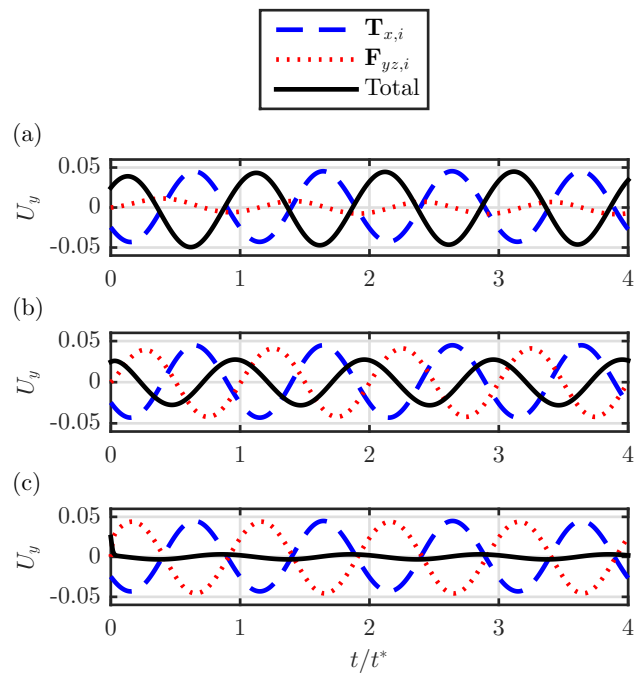 T_{x,i}
F_{yz,i}
Total
(a)
0.05
0
-0.05
U_y
0 1 2 3 4
(b)
0.05
0
-0.05
U_y
0 1 2 3 4
(c)
0.05
0
-0.05
U_y
0 1 2 3 4
t/t*